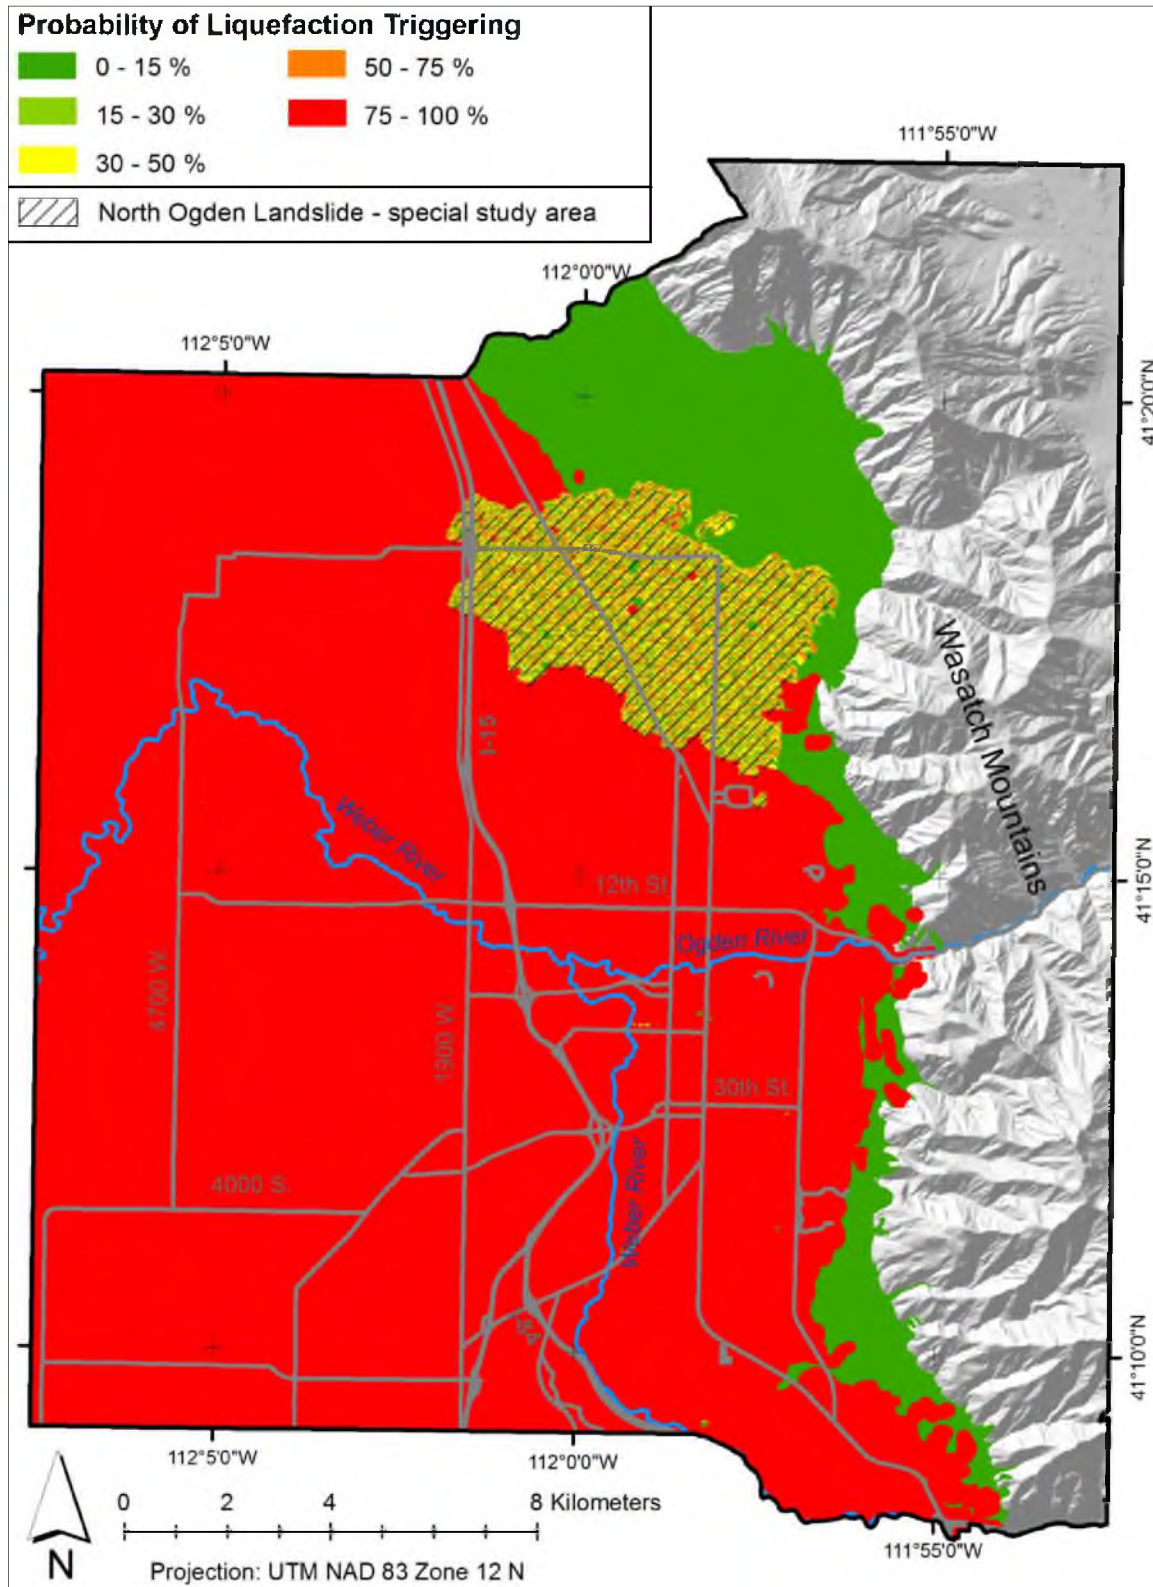 Probability of Liquefaction Triggering
0 - 15 %
50 - 75 %
15 - 30 %
75 - 100 %
30 - 50 %
North Ogden Landslide - special study area
111°55'0"W
112°0'0"W
112°5'0"W
41°20'0"N
Wasatch Mountains
I-15
Weber River
41°15'0"N
12th St
Ogden River
4700 W.
1900 W
30th St.
4000 S.
Weber River
84
41°10'0"N
112°5'0"W
112°0'0"W
111°55'0"W
0 2 4 8 Kilometers
N
Projection: UTM NAD 83 Zone 12 N